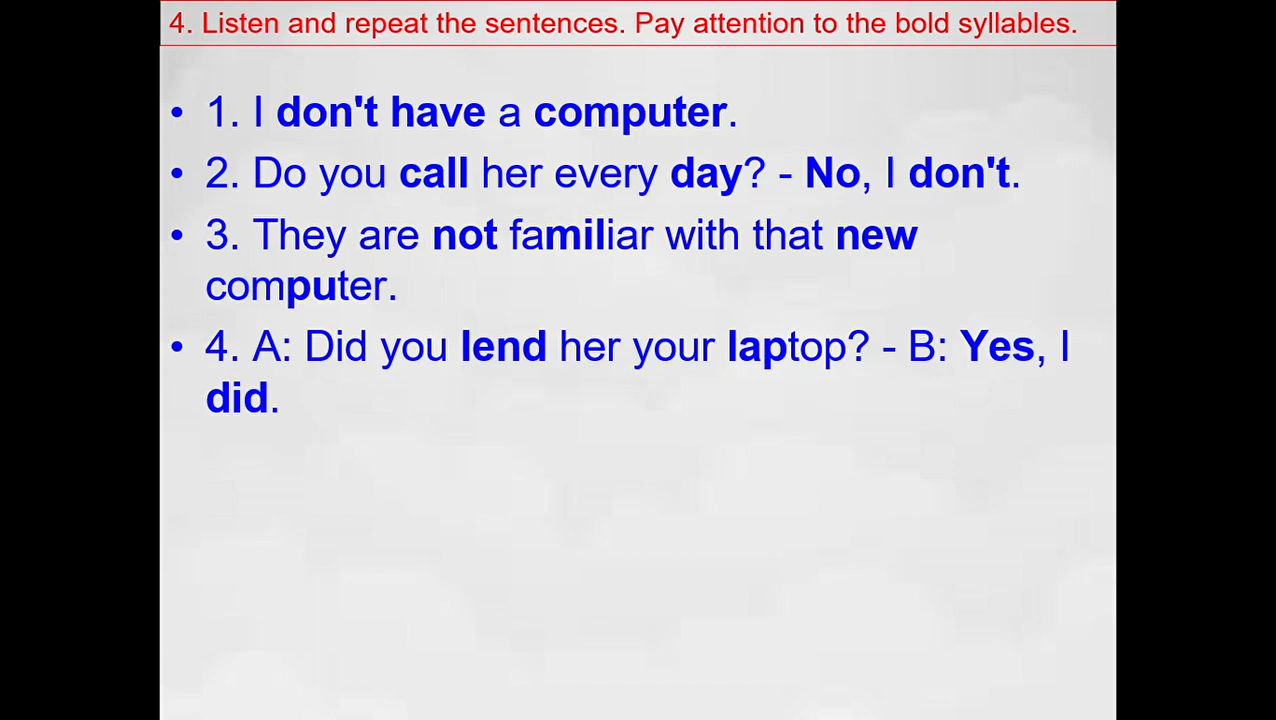 4. Listen and repeat the sentences. Pay attention to the bold syllables.
• 1. I don't have a computer.
• 2. Do you call her every day? - No, I don't.
• 3. They are not familiar with that new
computer.
• 4. A: Did you lend her your laptop? - B: Yes, I
did.